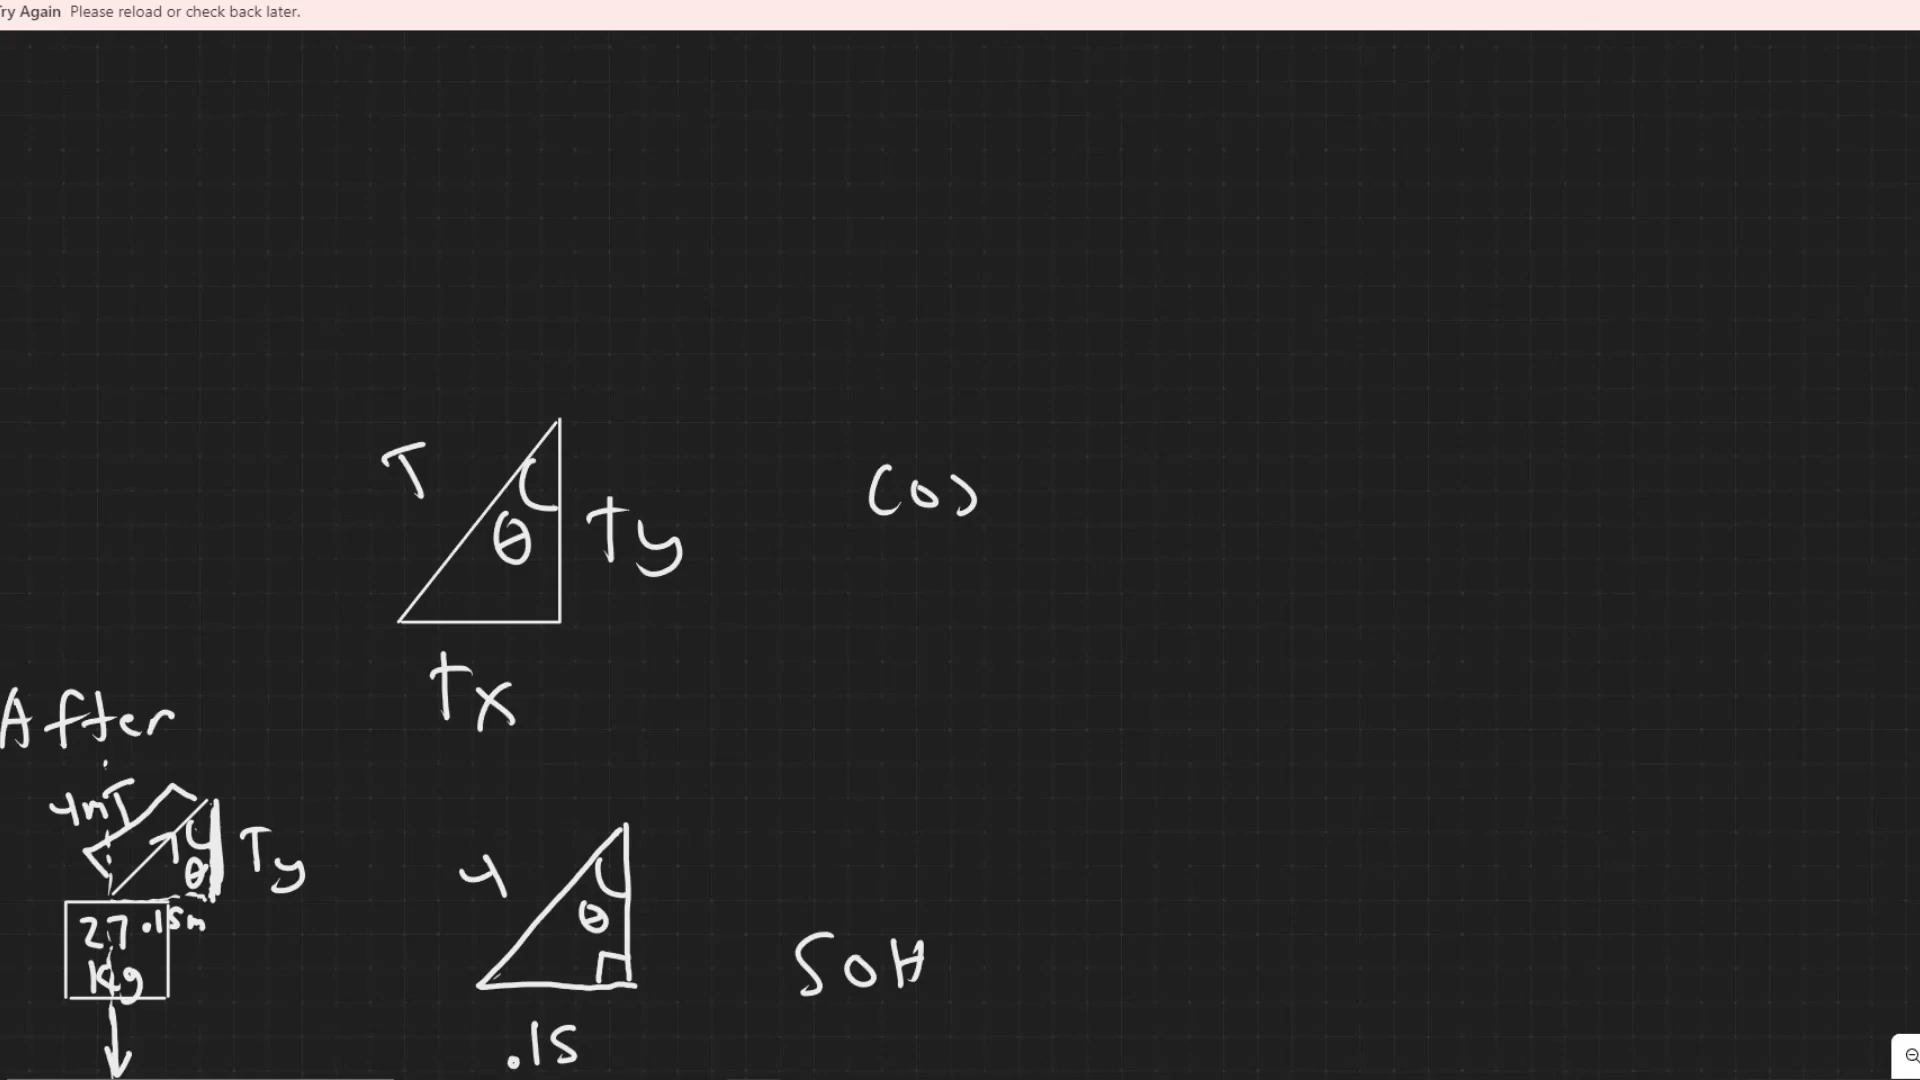 ry Again Please reload or check back later.
T
θ
Ty
Cos
Tx
After
4m
T
θ
Ty
.15m
27
Kg
4
θ
SOH
.15